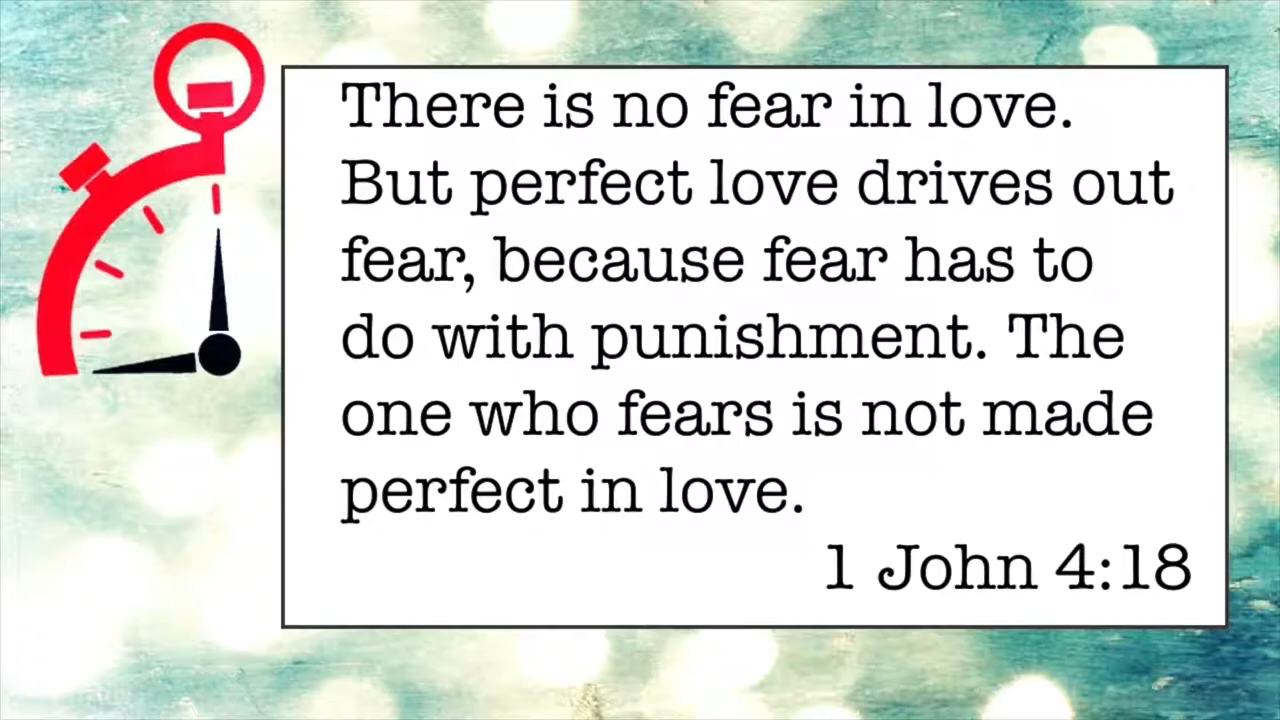 There is no fear in love.
But perfect love drives out
fear, because fear has to
do with punishment. The
one who fears is not made
perfect in love.
1 John 4:18